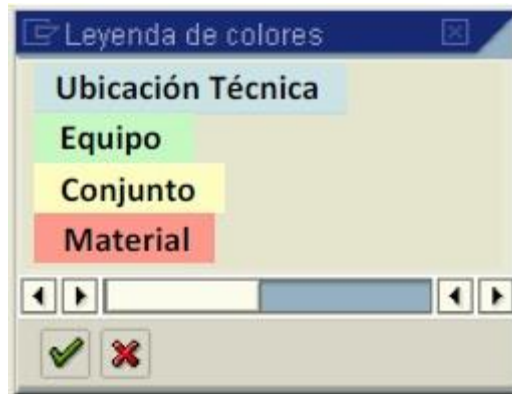 Leyenda de colores
Ubicación Técnica
Equipo
Conjunto
Material